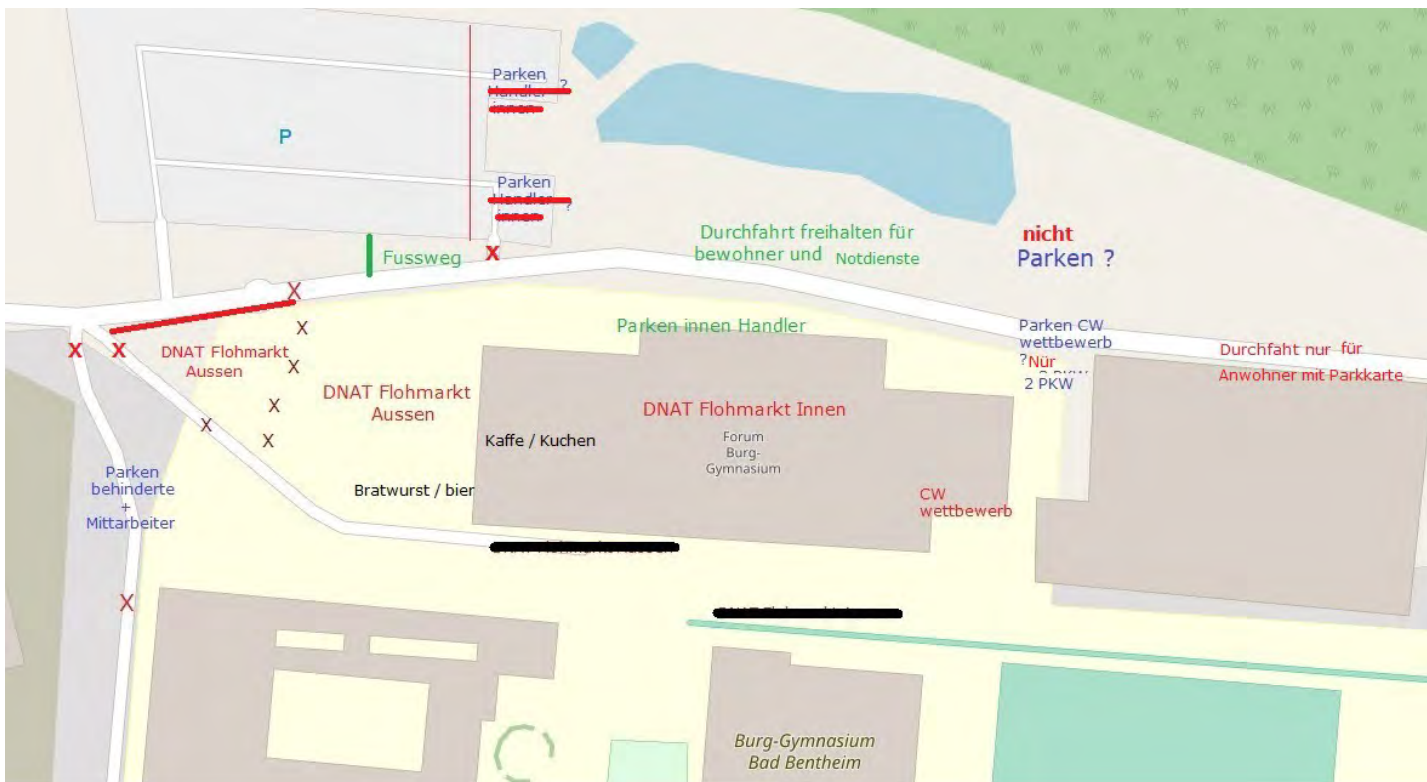 Parken
?
P
Parken
?
Fussweg
x
Durchfahrt freihalten für
bewohner und Notdienste
nicht
Parken ?
Parken innen Handler
Parken CW
wettbewerb
?Nür
2 PKW
Durchfaht nur für
Anwohner mit Parkkarte
X
X
X
X
X
X
X
X
DNAT Flohmarkt
Aussen
DNAT Flohmarkt
Aussen
DNAT Flohmarkt Innen
Forum
Burg-
Gymnasium
Kaffe / Kuchen
Bratwurst / bier
CW
wettbewerb
Parken
behinderte
+
Mittarbeiter
X
Burg-Gymnasium
Bad Bentheim